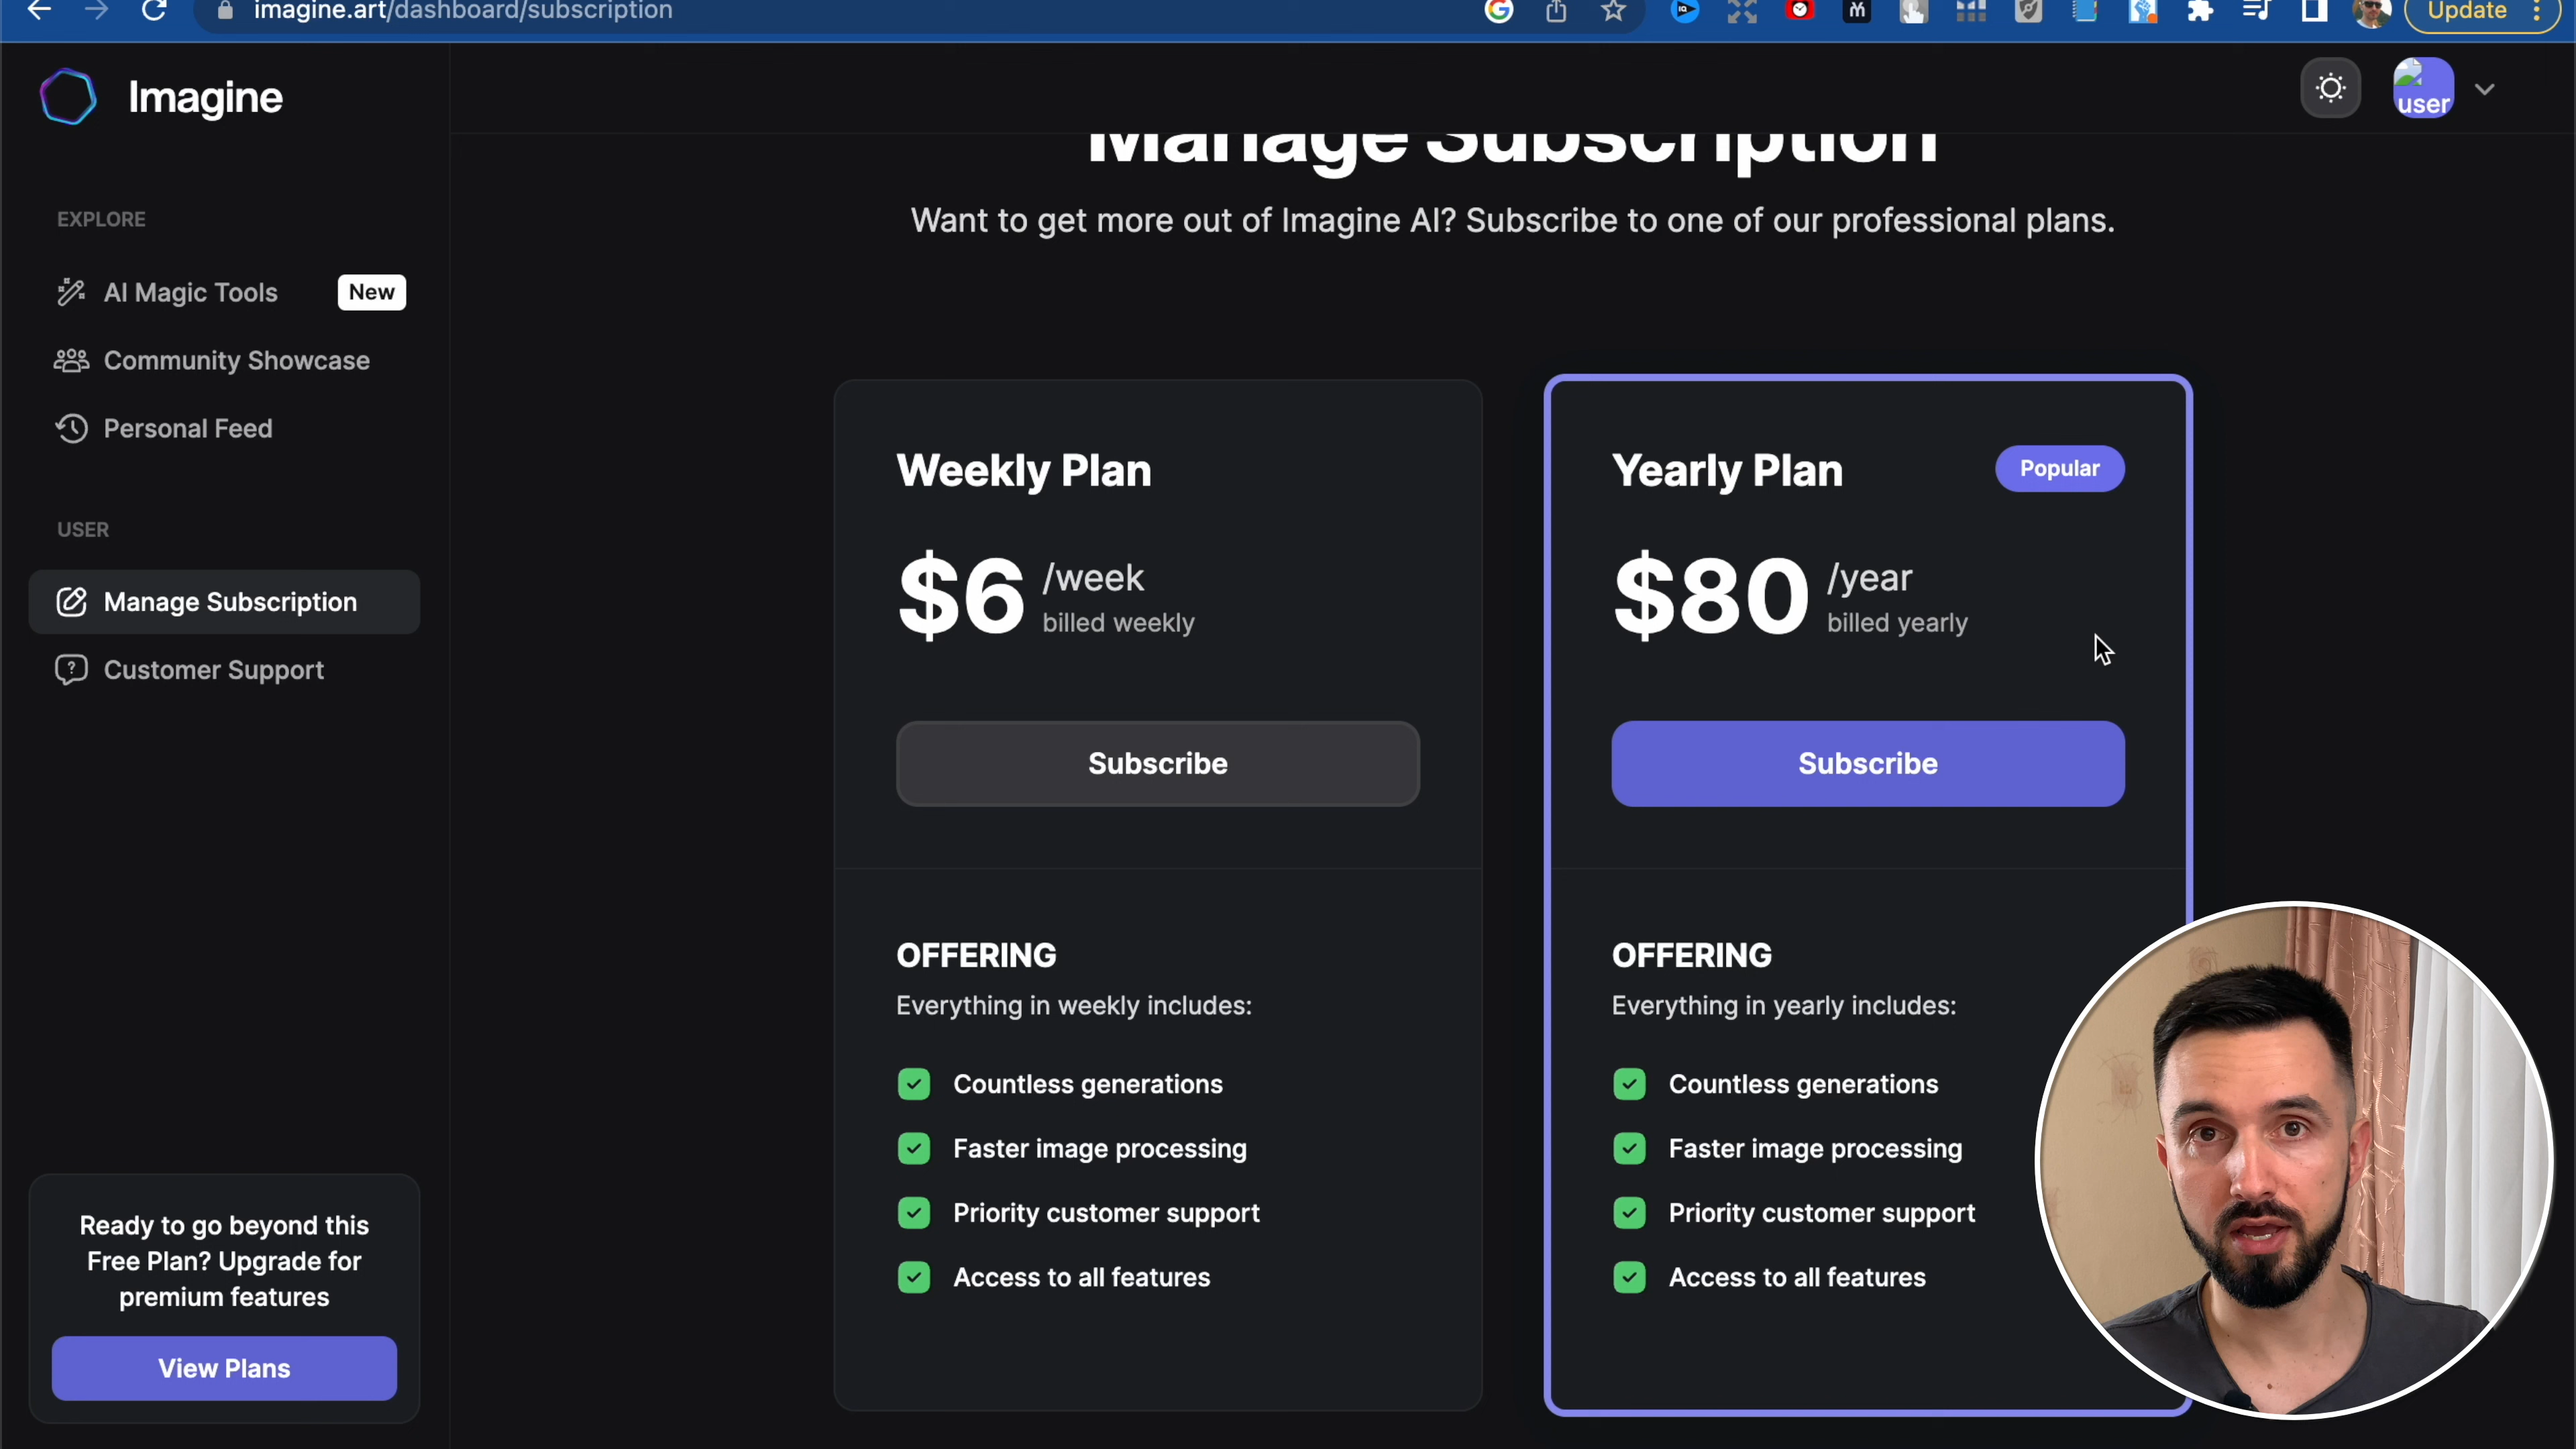 imagine.art/dashboard/subscription
Update
Imagine
user
EXPLORE
AI Magic Tools
New
Community Showcase
Personal Feed
USER
Manage Subscription
Customer Support
Ready to go beyond this
Free Plan? Upgrade for
premium features
View Plans
Manage Subscription
Want to get more out of Imagine AI? Subscribe to one of our professional plans.
Weekly Plan
$6 /week
billed weekly
Subscribe
OFFERING
Everything in weekly includes:
Countless generations
Faster image processing
Priority customer support
Access to all features
Yearly Plan
Popular
$80 /year
billed yearly
Subscribe
OFFERING
Everything in yearly includes:
Countless generations
Faster image processing
Priority customer support
Access to all features